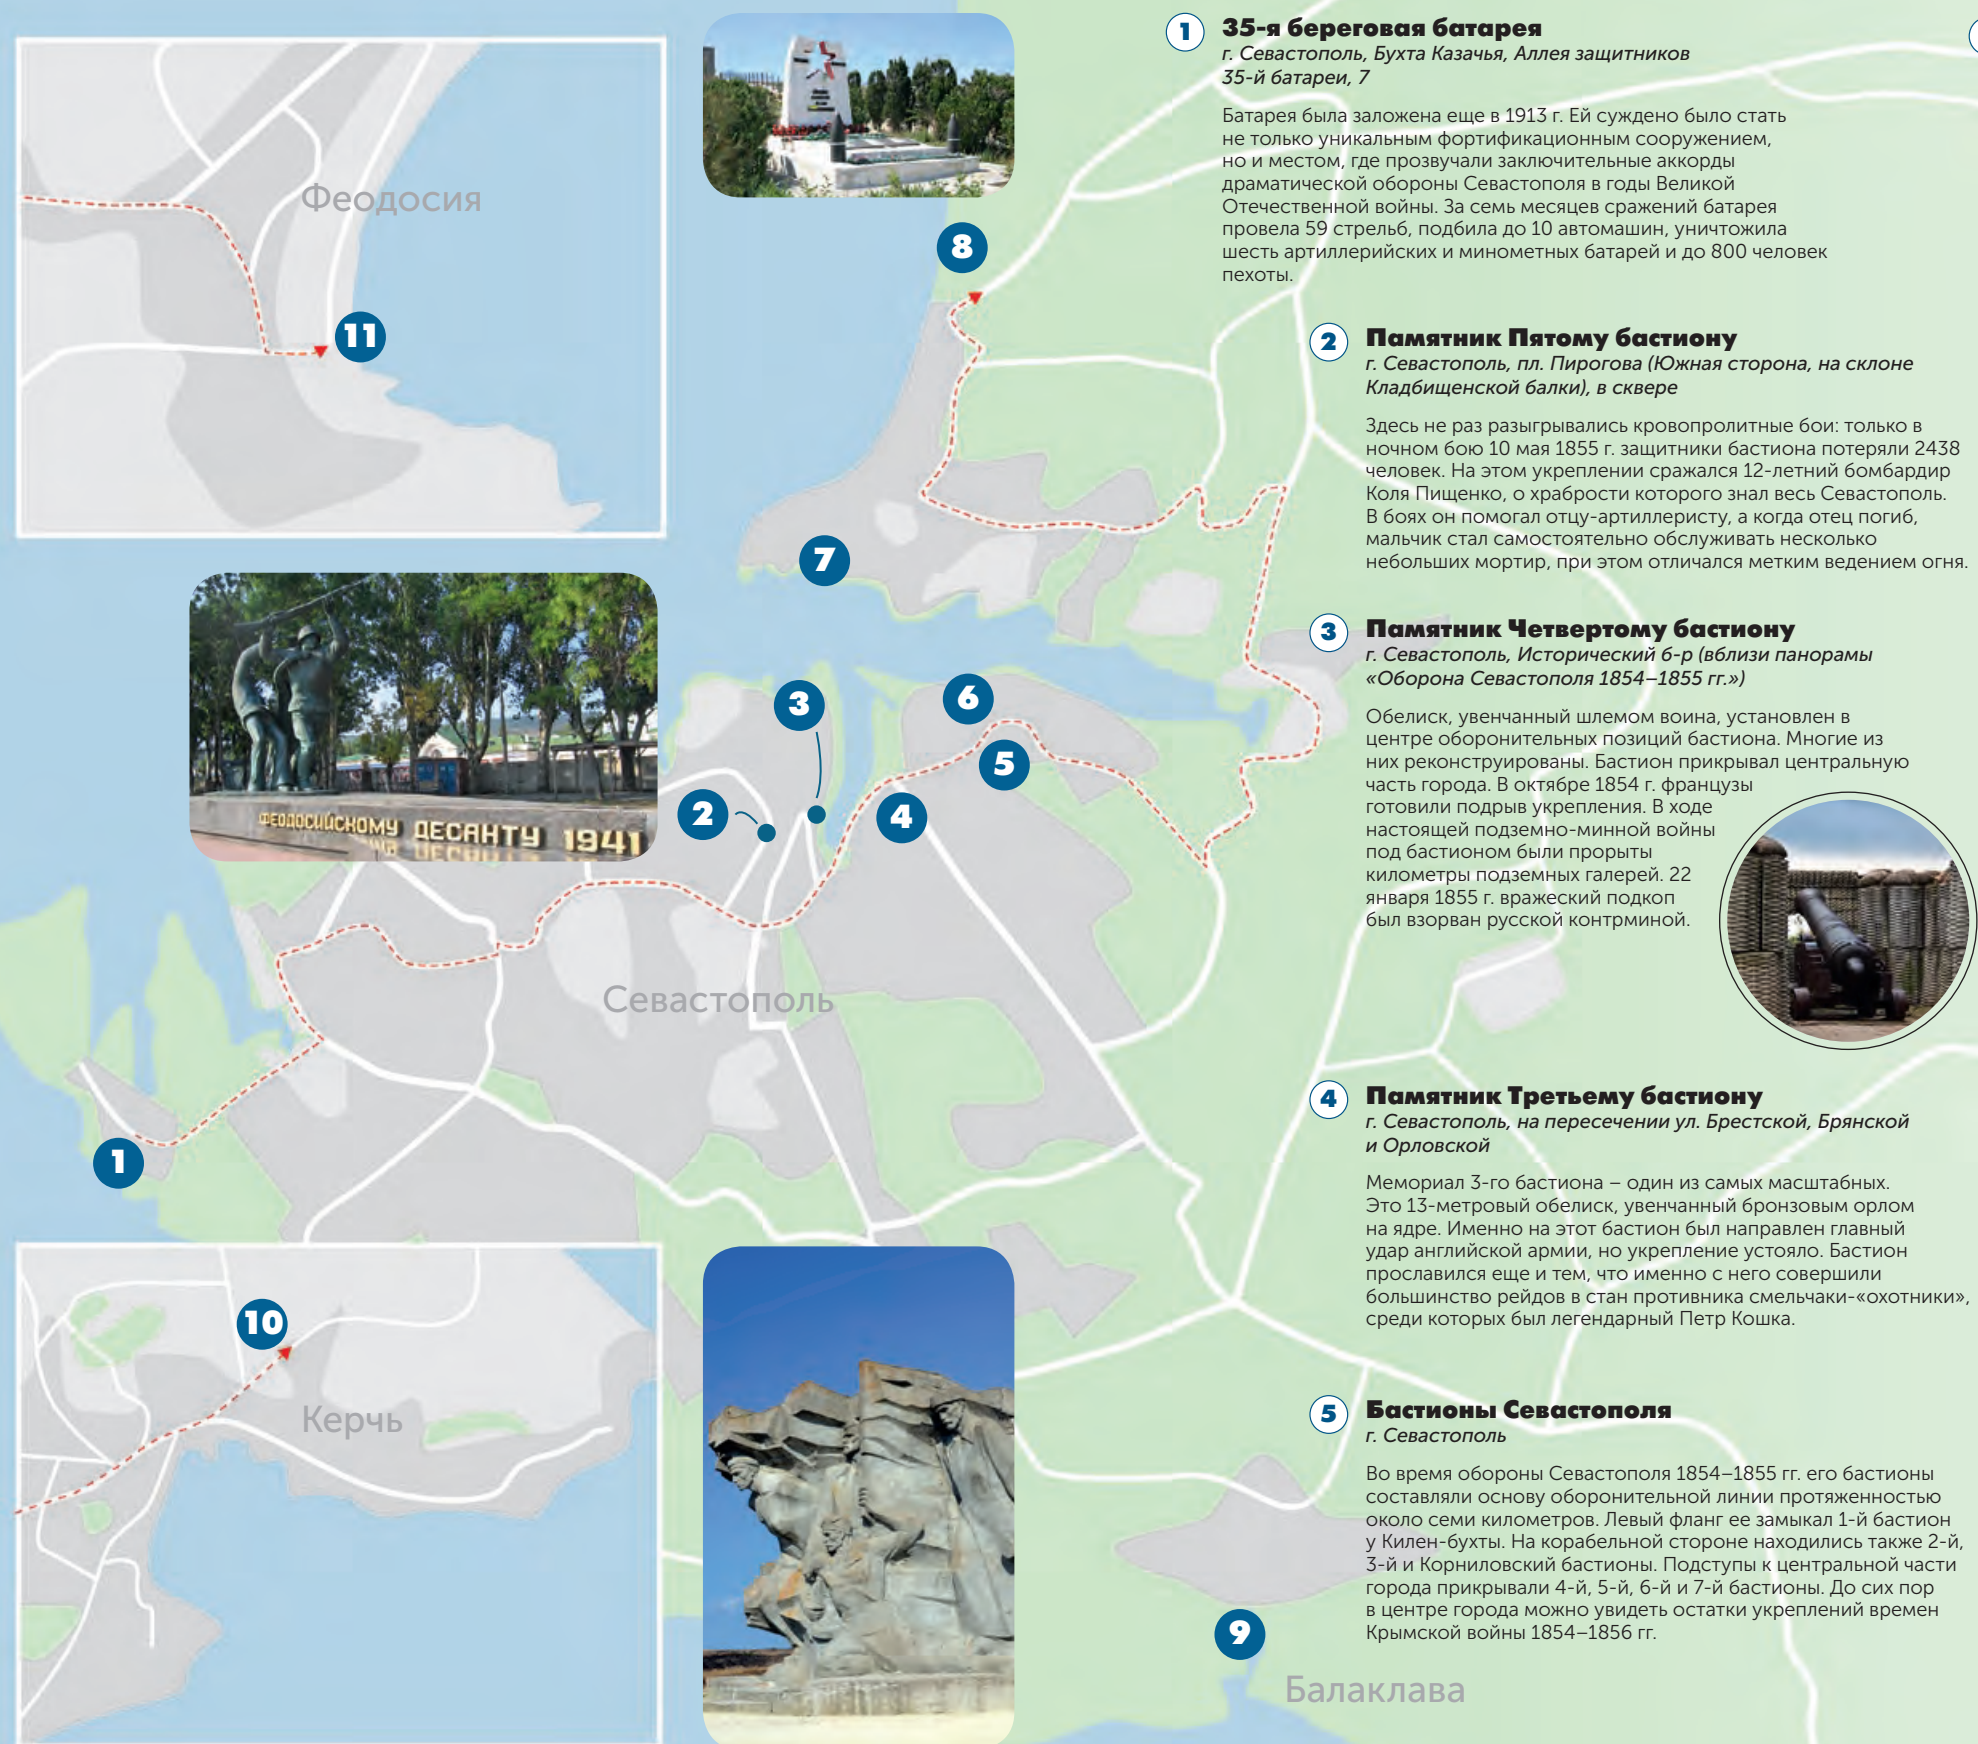 Феодосия
11
8
7
3
6
5
2
4
ФЕОДОСИЙСКОМУ ДЕСАНТУ 1941
Севастополь
1
10
Керчь
9
Балаклава
1 35-я береговая батарея
г. Севастополь, Бухта Казачья, Аллея защитников
35-й батареи, 7
Батарея была заложена еще в 1913 г. Ей суждено было стать
не только уникальным фортификационным сооружением,
но и местом, где прозвучали заключительные аккорды
драматической обороны Севастополя в годы Великой
Отечественной войны. За семь месяцев сражений батарея
провела 59 стрельб, подбила до 10 автомашин, уничтожила
шесть артиллерийских и минометных батарей и до 800 человек
пехоты.
2 Памятник Пятому бастиону
г. Севастополь, пл. Пирогова (Южная сторона, на склоне
Кладбищенской балки), в сквере
Здесь не раз разыгрывались кровопролитные бои: только в
ночном бою 10 мая 1855 г. защитники бастиона потеряли 2438
человек. На этом укреплении сражался 12-летний бомбардир
Коля Пищенко, о храбрости которого знал весь Севастополь.
В боях он помогал отцу-артиллеристу, а когда отец погиб,
мальчик стал самостоятельно обслуживать несколько
небольших мортир, при этом отличался метким ведением огня.
3 Памятник Четвертому бастиону
г. Севастополь, Исторический б-р (вблизи панорамы
«Оборона Севастополя 1854–1855 гг.»)
Обелиск, увенчанный шлемом воина, установлен в
центре оборонительных позиций бастиона. Многие из
них реконструированы. Бастион прикрывал центральную
часть города. В октябре 1854 г. французы
готовили подрыв укрепления. В ходе
настоящей подземно-минной войны
под бастионом были прорыты
километры подземных галерей. 22
января 1855 г. вражеский подкоп
был взорван русской контрминой.
4 Памятник Третьему бастиону
г. Севастополь, на пересечении ул. Брестской, Брянской
и Орловской
Мемориал 3-го бастиона – один из самых масштабных.
Это 13-метровый обелиск, увенчанный бронзовым орлом
на ядре. Именно на этот бастион был направлен главный
удар английской армии, но укрепление устояло. Бастион
прославился еще и тем, что именно с него совершили
большинство рейдов в стан противника смельчаки-«охотники»,
среди которых был легендарный Петр Кошка.
5 Бастионы Севастополя
г. Севастополь
Во время обороны Севастополя 1854–1855 гг. его бастионы
составляли основу оборонительной линии протяженностью
около семи километров. Левый фланг ее замыкал 1-й бастион
у Килен-бухты. На корабельной стороне находились также 2-й,
3-й и Корниловский бастионы. Подступы к центральной части
города прикрывали 4-й, 5-й, 6-й и 7-й бастионы. До сих пор
в центре города можно увидеть остатки укреплений времен
Крымской войны 1854–1856 гг.